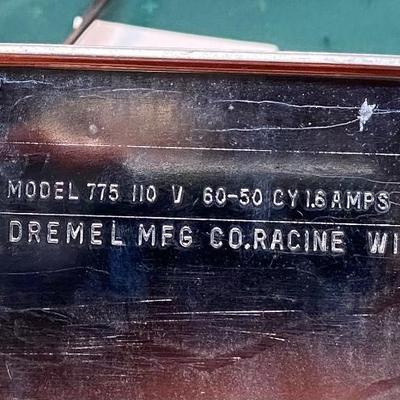 MODEL 775 110 V 60-50 CY 1.6 AMPS
DREMEL MFG CO. RACINE WI